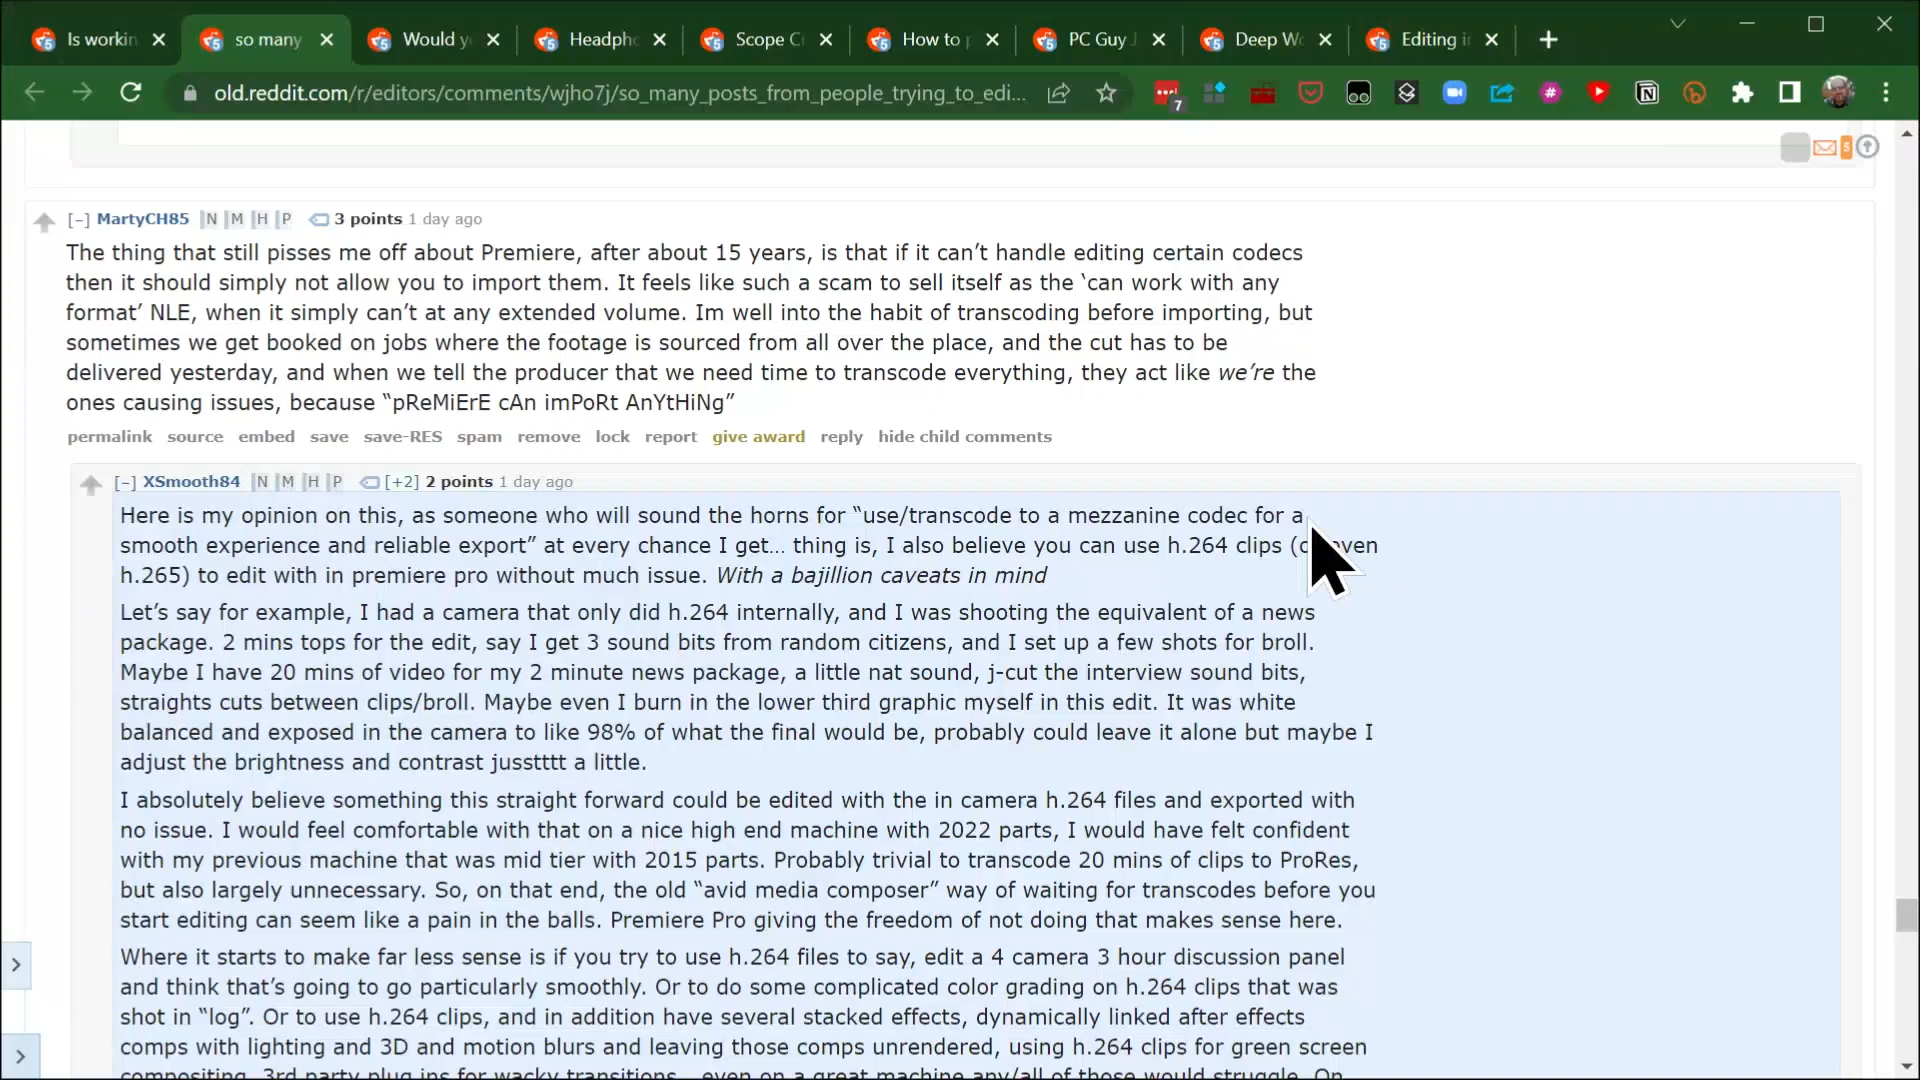 Is workin
so many
Would y
Headpho
Scope C
How to p
PC Guy J
Deep Wo
Editing i
old.reddit.com/r/editors/comments/wjho7j/so_many_posts_from_people_trying_to_edi...
7
[–] MartyCH85 N M H P 3 points 1 day ago
The thing that still pisses me off about Premiere, after about 15 years, is that if it can’t handle editing certain codecs
then it should simply not allow you to import them. It feels like such a scam to sell itself as the ‘can work with any
format’ NLE, when it simply can’t at any extended volume. Im well into the habit of transcoding before importing, but
sometimes we get booked on jobs where the footage is sourced from all over the place, and the cut has to be
delivered yesterday, and when we tell the producer that we need time to transcode everything, they act like we’re the
ones causing issues, because “pReMiErE cAn imPoRt AnYtHiNg”
permalink source embed save save-RES spam remove lock report give award reply hide child comments
[–] XSmooth84 N M H P [+2] 2 points 1 day ago
Here is my opinion on this, as someone who will sound the horns for “use/transcode to a mezzanine codec for a
smooth experience and reliable export” at every chance I get… thing is, I also believe you can use h.264 clips (or even
h.265) to edit with in premiere pro without much issue. With a bajillion caveats in mind
Let’s say for example, I had a camera that only did h.264 internally, and I was shooting the equivalent of a news
package. 2 mins tops for the edit, say I get 3 sound bits from random citizens, and I set up a few shots for broll.
Maybe I have 20 mins of video for my 2 minute news package, a little nat sound, j-cut the interview sound bits,
straights cuts between clips/broll. Maybe even I burn in the lower third graphic myself in this edit. It was white
balanced and exposed in the camera to like 98% of what the final would be, probably could leave it alone but maybe I
adjust the brightness and contrast jusstttt a little.
I absolutely believe something this straight forward could be edited with the in camera h.264 files and exported with
no issue. I would feel comfortable with that on a nice high end machine with 2022 parts, I would have felt confident
with my previous machine that was mid tier with 2015 parts. Probably trivial to transcode 20 mins of clips to ProRes,
but also largely unnecessary. So, on that end, the old “avid media composer” way of waiting for transcodes before you
start editing can seem like a pain in the balls. Premiere Pro giving the freedom of not doing that makes sense here.
Where it starts to make far less sense is if you try to use h.264 files to say, edit a 4 camera 3 hour discussion panel
and think that’s going to go particularly smoothly. Or to do some complicated color grading on h.264 clips that was
shot in “log”. Or to use h.264 clips, and in addition have several stacked effects, dynamically linked after effects
comps with lighting and 3D and motion blurs and leaving those comps unrendered, using h.264 clips for green screen
compositing, 3rd party plug ins for wacky transitions… even on a great machine any/all of those would struggle. On